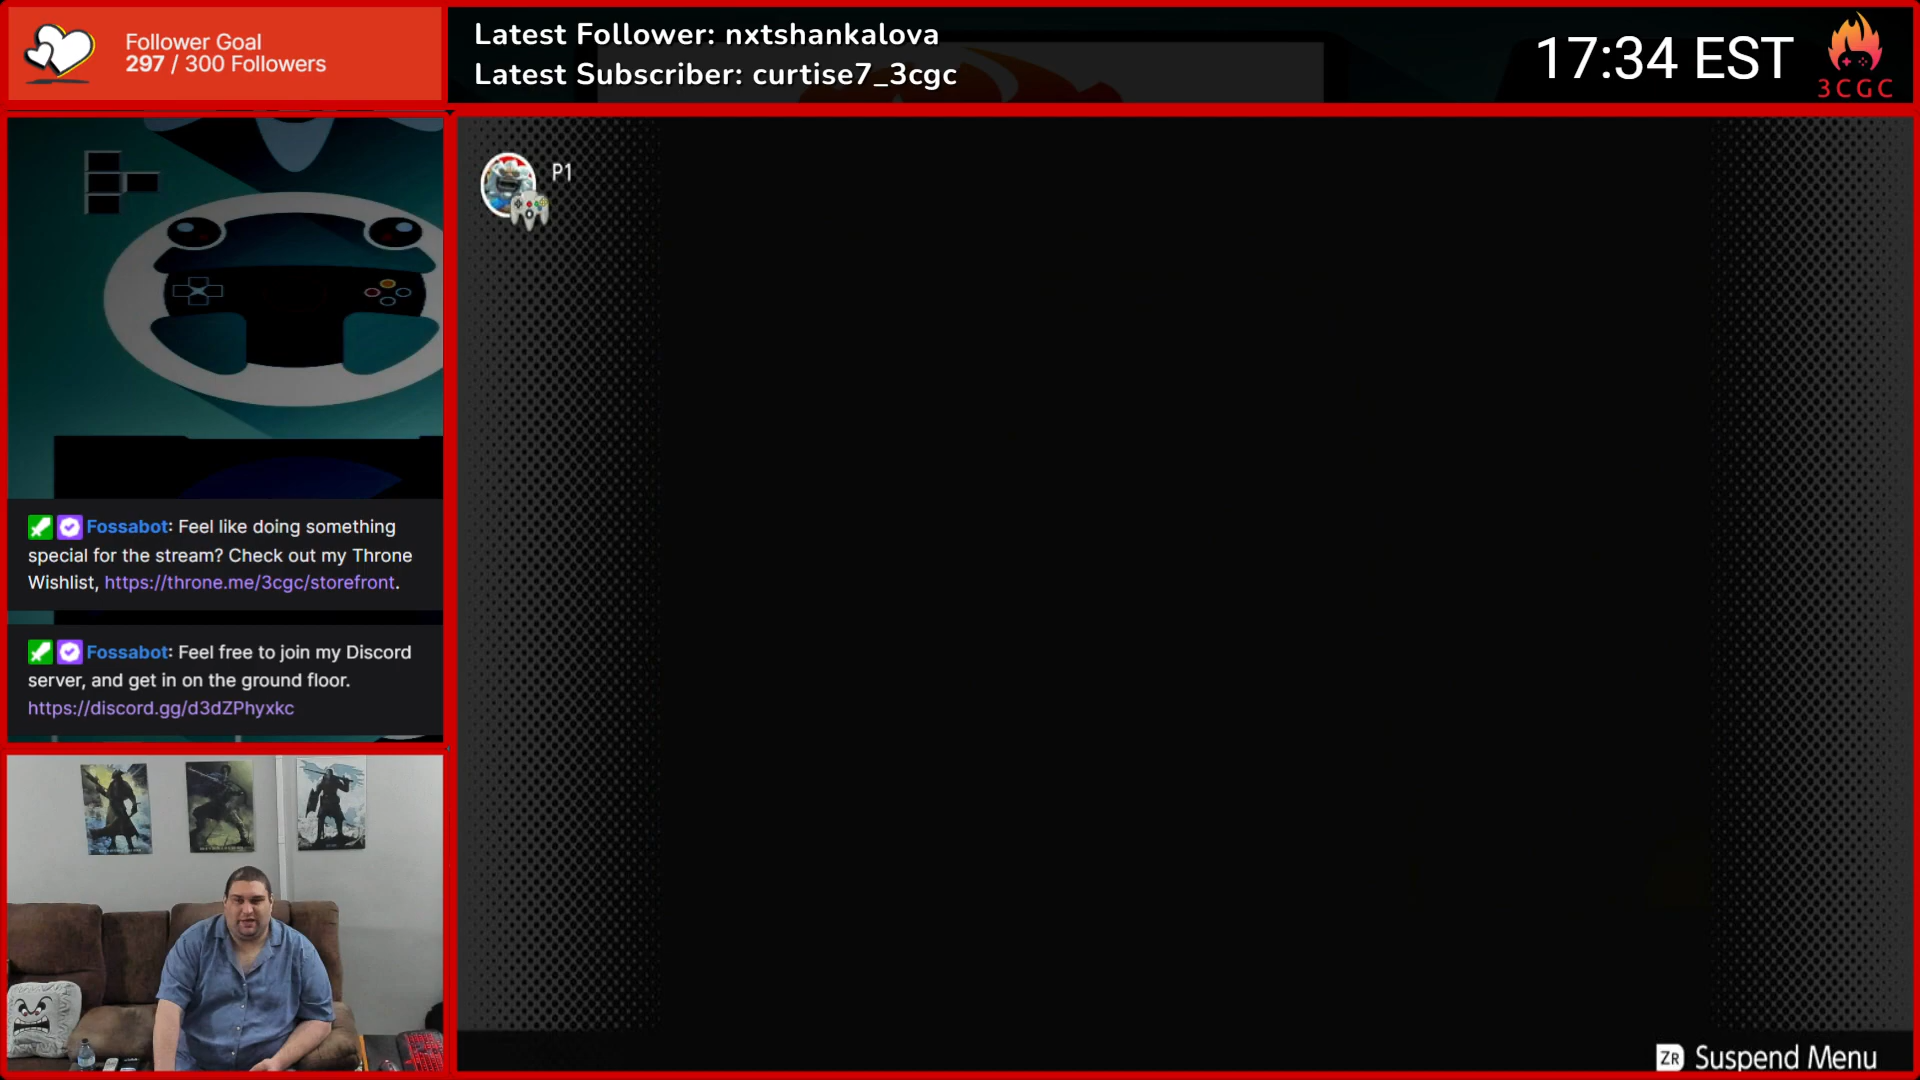 Follower Goal
297 / 300 Followers
Latest Follower: nxtshankalova
Latest Subscriber: curtise7_3cgc
17:34 EST
3CGC
P1
Fossabot: Feel like doing something
special for the stream? Check out my Throne
Wishlist, https://throne.me/3cgc/storefront.
Fossabot: Feel free to join my Discord
server, and get in on the ground floor.
https://discord.gg/d3dZPhyxkc
ZR Suspend Menu